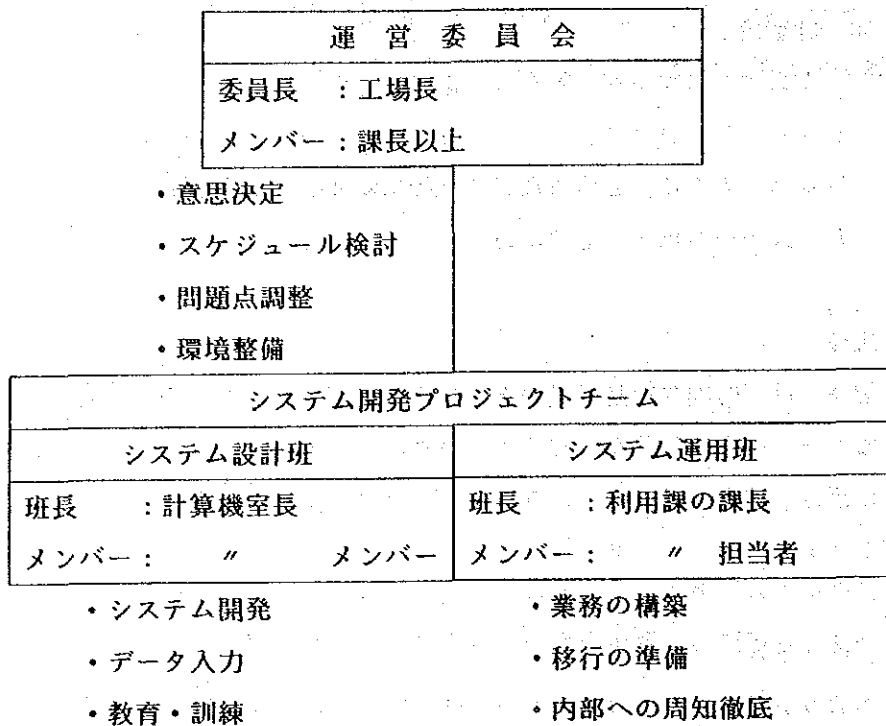 運営委員会
委員長　：工場長
メンバー：課長以上
・意思決定
・スケジュール検討
・問題点調整
・環境整備
システム開発プロジェクトチーム
システム設計班　システム運用班
班長　：計算機室長　班長　：利用課の課長
メンバー：　〃　メンバー　メンバー：　〃　担当者
・システム開発　・業務の構築
・データ入力　・移行の準備
・教育・訓練　・内部への周知徹底